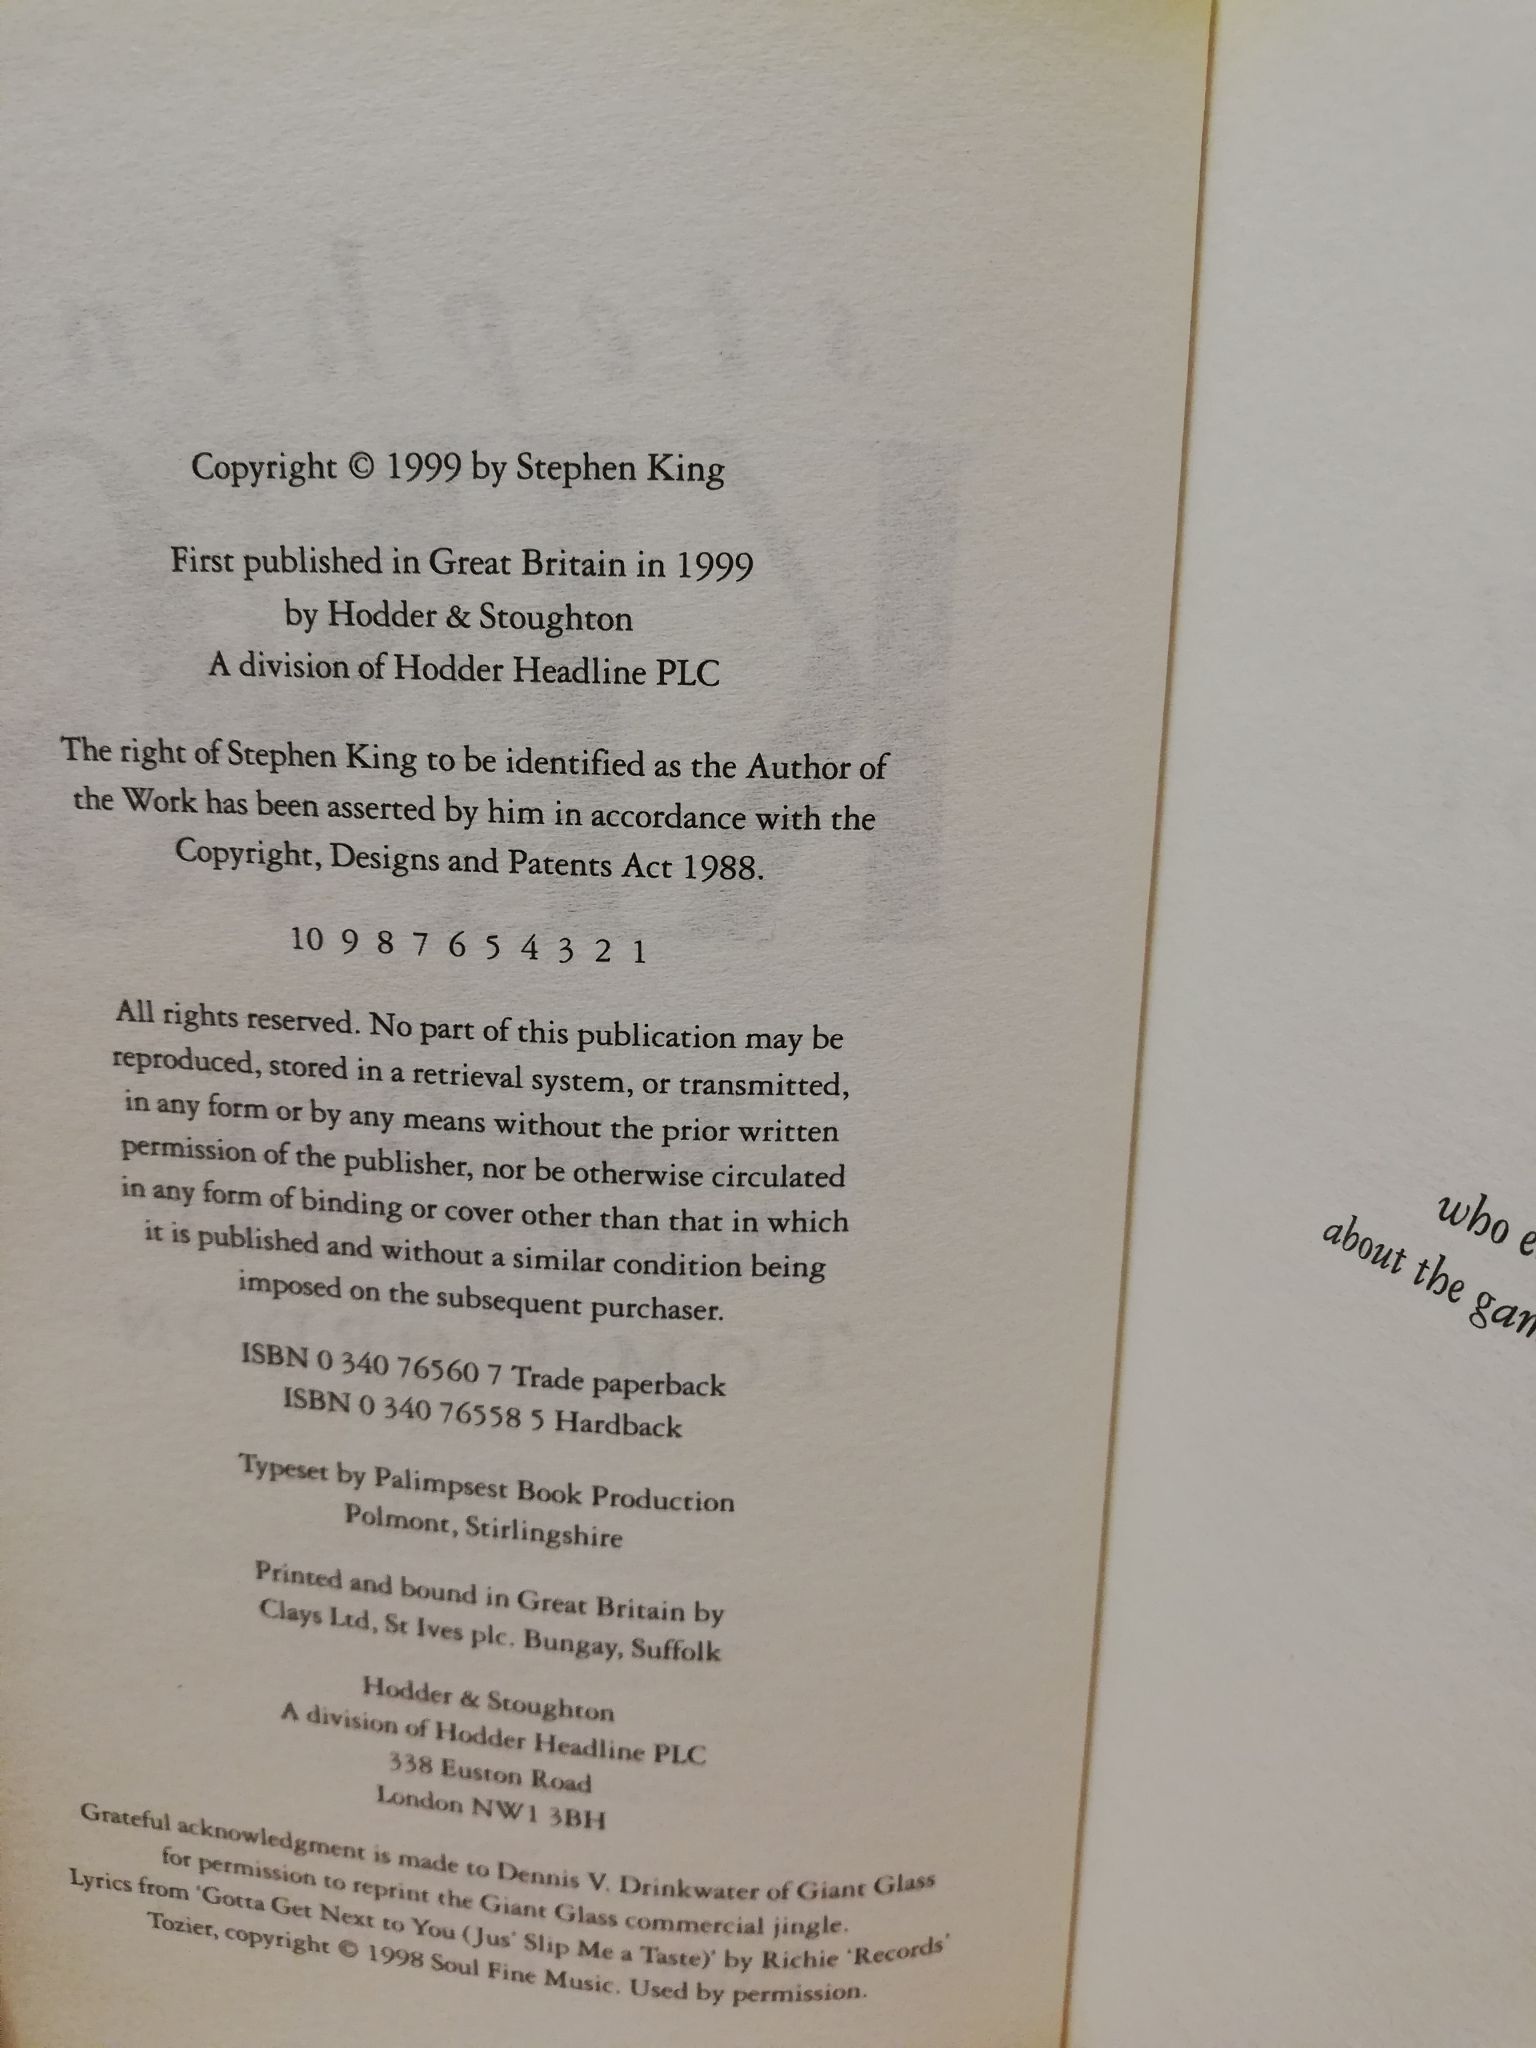 Copyright © 1999 by Stephen King
First published in Great Britain in 1999
by Hodder & Stoughton
A division of Hodder Headline PLC
The right of Stephen King to be identified as the Author of
the Work has been asserted by him in accordance with the
Copyright, Designs and Patents Act 1988.
10 9 8 7 6 5 4 3 2 1
All rights reserved. No part of this publication may be
reproduced, stored in a retrieval system, or transmitted,
in any form or by any means without the prior written
permission of the publisher, nor be otherwise circulated
in any form of binding or cover other than that in which
it is published and without a similar condition being
imposed on the subsequent purchaser.
ISBN 0 340 76560 7 Trade paperback
ISBN 0 340 76558 5 Hardback
Typeset by Palimpsest Book Production
Polmont, Stirlingshire
Printed and bound in Great Britain by
Clays Ltd, St Ives plc. Bungay, Suffolk
Hodder & Stoughton
A division of Hodder Headline PLC
338 Euston Road
London NW1 3BH
Grateful acknowledgment is made to Dennis V. Drinkwater of Giant Glass
for permission to reprint the Giant Glass commercial jingle.
Lyrics from 'Gotta Get Next to You (Jus' Slip Me a Taste)' by Richie 'Records'
Tozier, copyright © 1998 Soul Fine Music. Used by permission.
who
about the